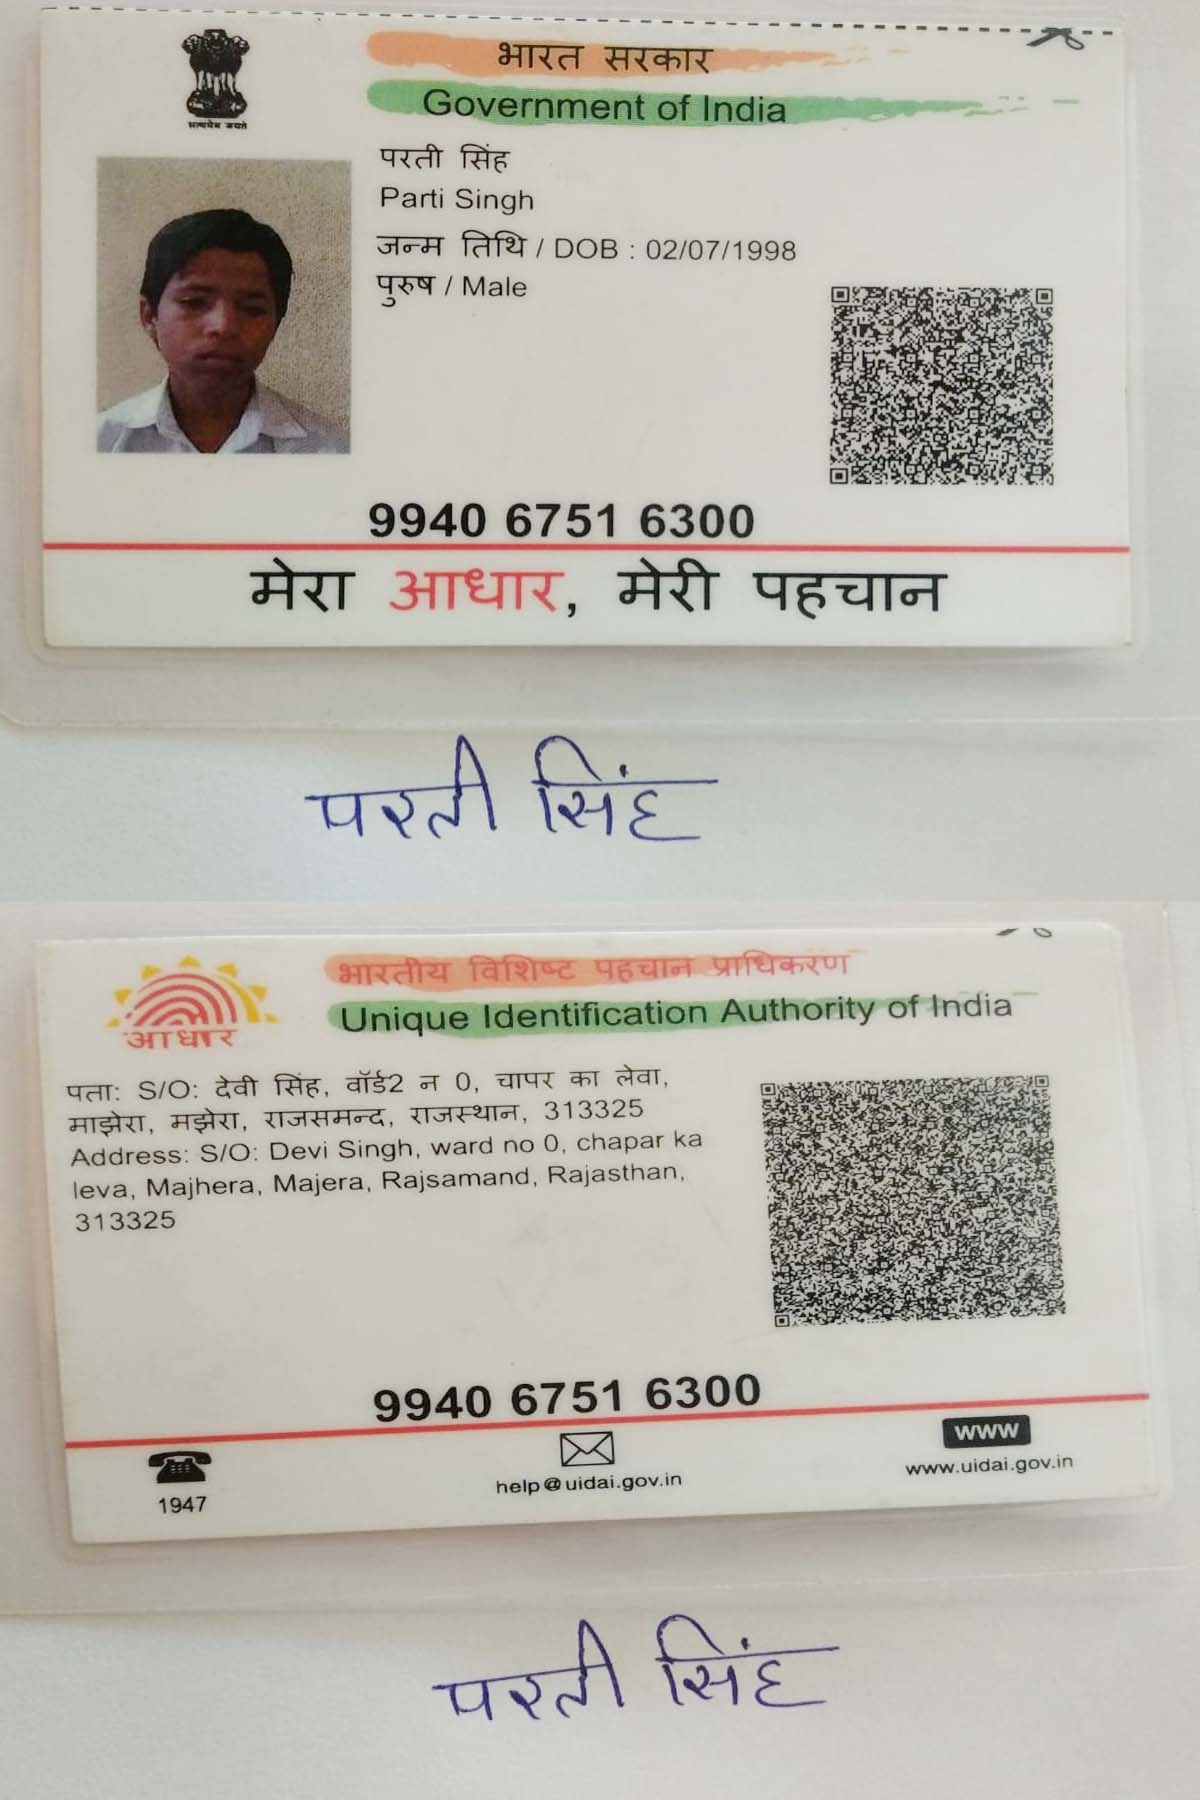 सत्यमेव जयते
भारत सरकार
Government of India
परती सिंह
Parti Singh
जन्म तिथि / DOB : 02/07/1998
पुरुष / Male
9940 6751 6300
मेरा आधार, मेरी पहचान
परती सिंह
आधार
भारतीय विशिष्ट पहचान प्राधिकरण
Unique Identification Authority of India
पता: S/O: देवी सिंह, वॉर्ड2 न 0, चापर का लेवा,
माझेरा, मझेरा, राजसमन्द, राजस्थान, 313325
Address: S/O: Devi Singh, ward no 0, chapar ka
leva, Majhera, Majera, Rajsamand, Rajasthan,
313325
9940 6751 6300
1947
help@uidai.gov.in
www
www.uidai.gov.in
परती सिंह